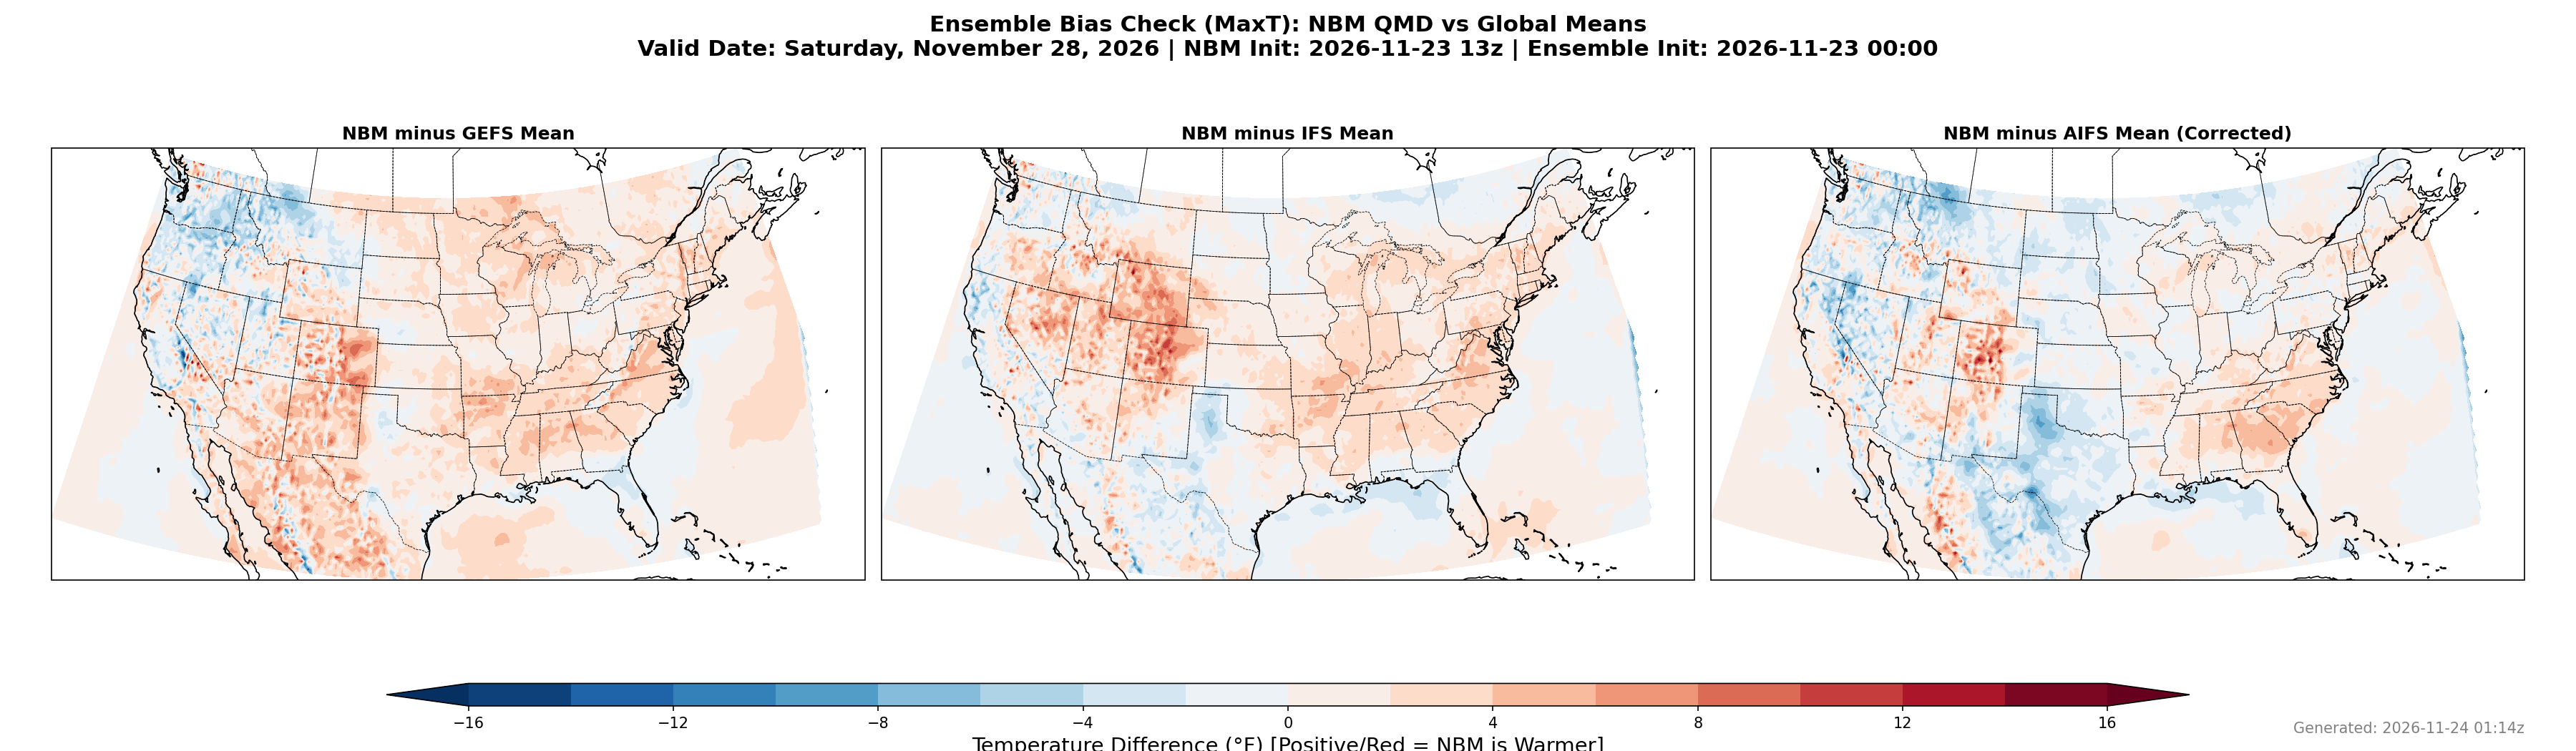 Ensemble Bias Check (MaxT): NBM QMD vs Global Means
Valid Date: Saturday, November 28, 2026 | NBM Init: 2026-11-23 13z | Ensemble Init: 2026-11-23 00:00
NBM minus GEFS Mean
NBM minus IFS Mean
NBM minus AIFS Mean (Corrected)
−16 −12 −8 −4 0 4 8 12 16
Temperature Difference (°F) [Positive/Red = NBM is Warmer]
Generated: 2026-11-24 01:14z